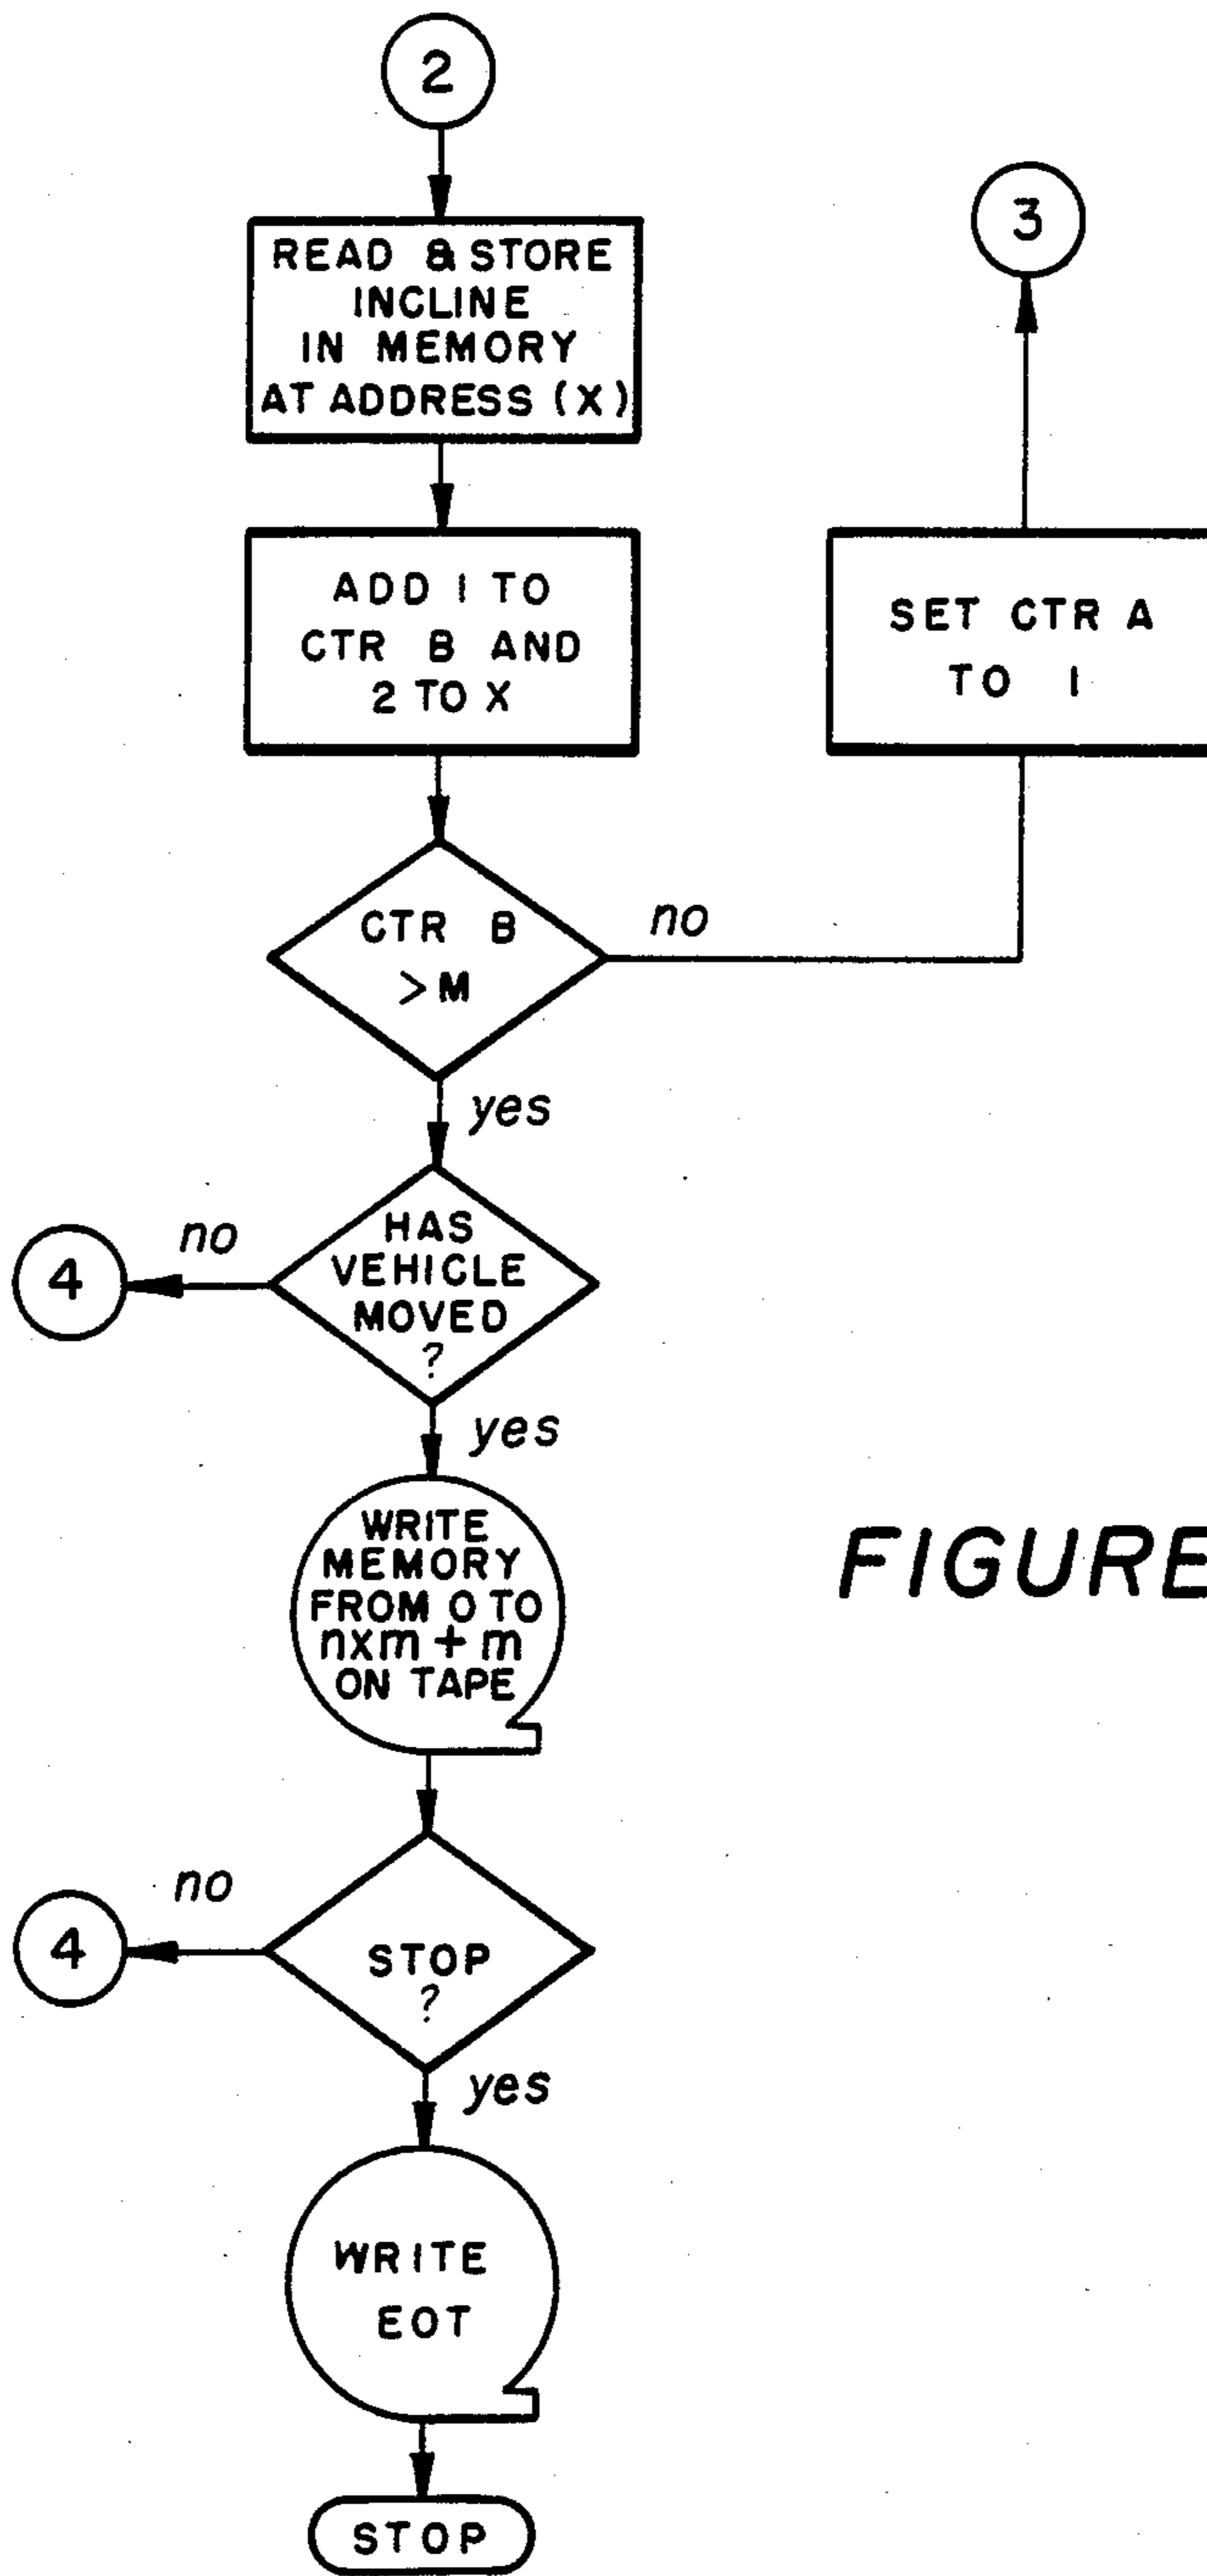 2
READ & STORE
INCLINE
IN MEMORY
AT ADDRESS (X)
ADD 1 TO
CTR B AND
2 TO X
3
SET CTR A
TO 1
CTR B
>M
no
yes
HAS
VEHICLE
MOVED
?
no
4
yes
WRITE
MEMORY
FROM 0 TO
nxm + m
ON TAPE
FIGURE
STOP
?
no
4
yes
WRITE
EOT
STOP